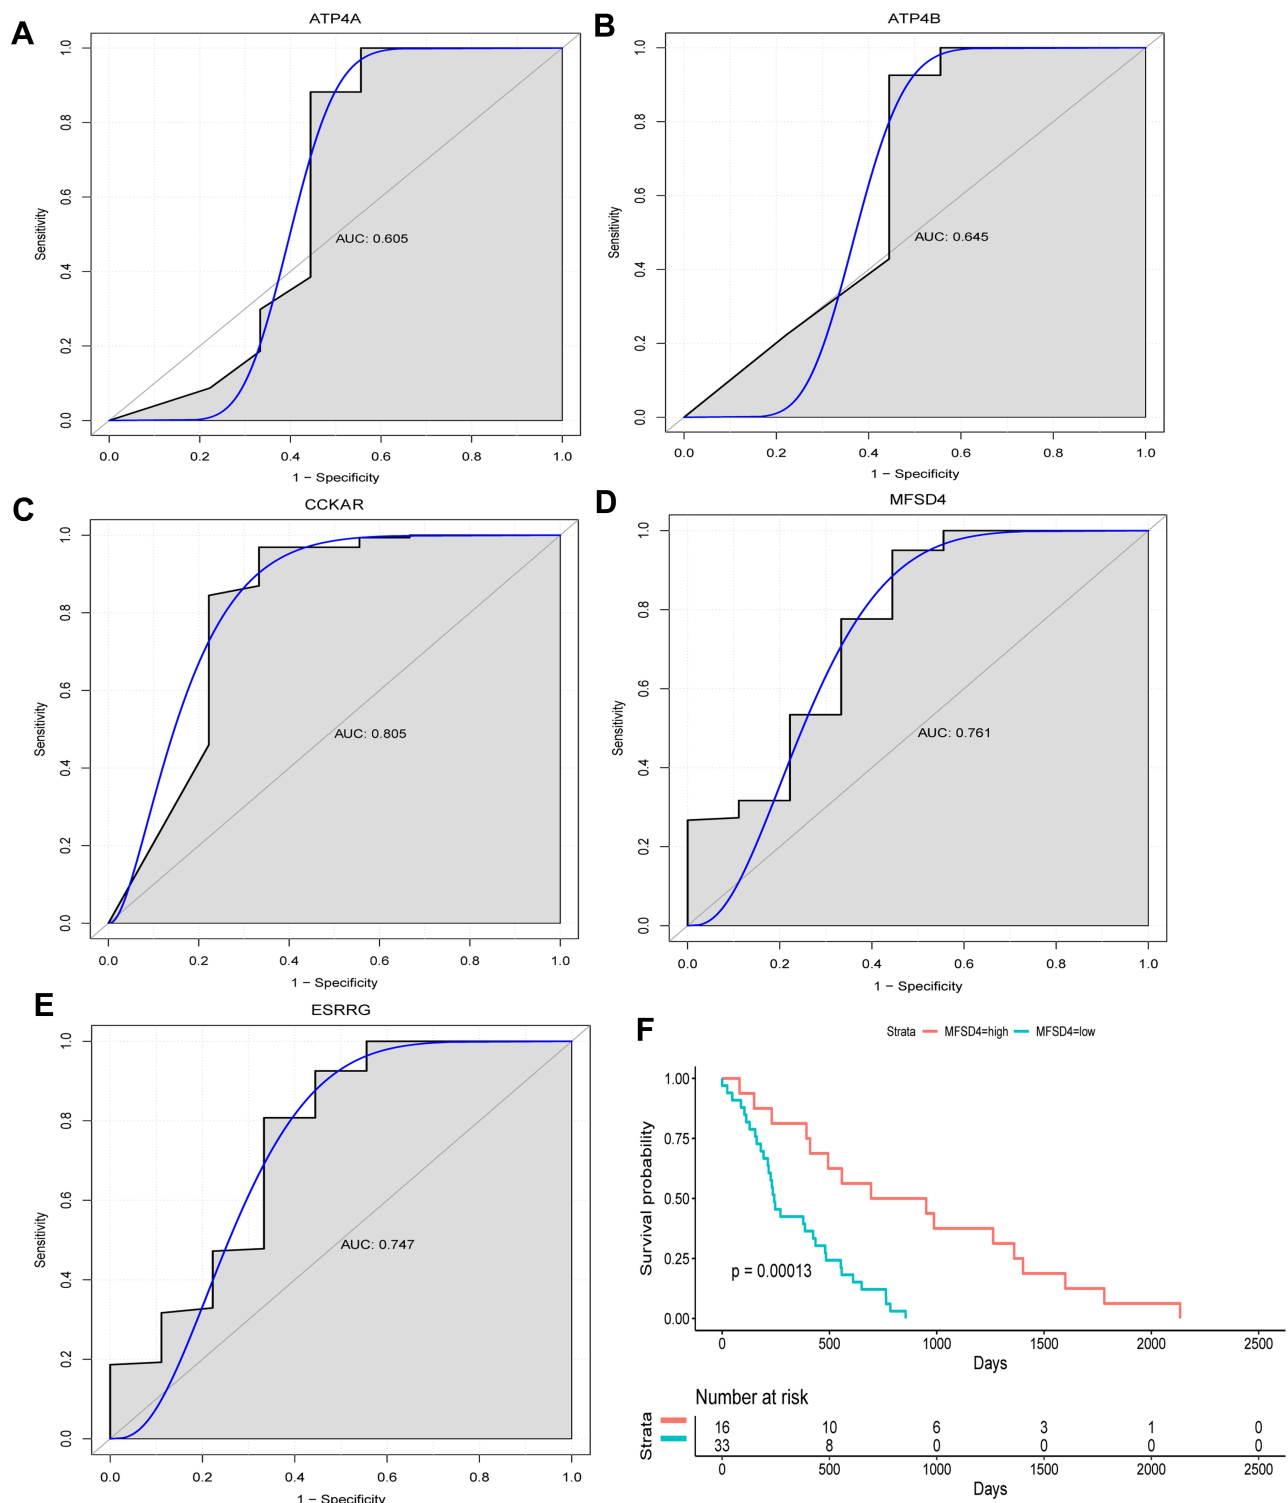 A
ATP4A
Sensitivity
0.0 0.2 0.4 0.6 0.8 1.0
AUC: 0.605
0.0 0.2 0.4 0.6 0.8 1.0
1 − Specificity
B
ATP4B
Sensitivity
0.0 0.2 0.4 0.6 0.8 1.0
AUC: 0.645
0.0 0.2 0.4 0.6 0.8 1.0
1 − Specificity
C
CCKAR
Sensitivity
0.0 0.2 0.4 0.6 0.8 1.0
AUC: 0.805
0.0 0.2 0.4 0.6 0.8 1.0
1 − Specificity
D
MFSD4
Sensitivity
0.0 0.2 0.4 0.6 0.8 1.0
AUC: 0.761
0.0 0.2 0.4 0.6 0.8 1.0
1 − Specificity
E
ESRRG
Sensitivity
0.0 0.2 0.4 0.6 0.8 1.0
AUC: 0.747
0.0 0.2 0.4 0.6 0.8 1.0
1 − Specificity
F
Strata MFSD4=high MFSD4=low
Survival probability
1.00
0.75
0.50
0.25
0.00
p = 0.00013
0 500 1000 1500 2000 2500
Days
Number at risk
Strata
16 10 6 3 1 0
33 8 0 0 0 0
0 500 1000 1500 2000 2500
Days